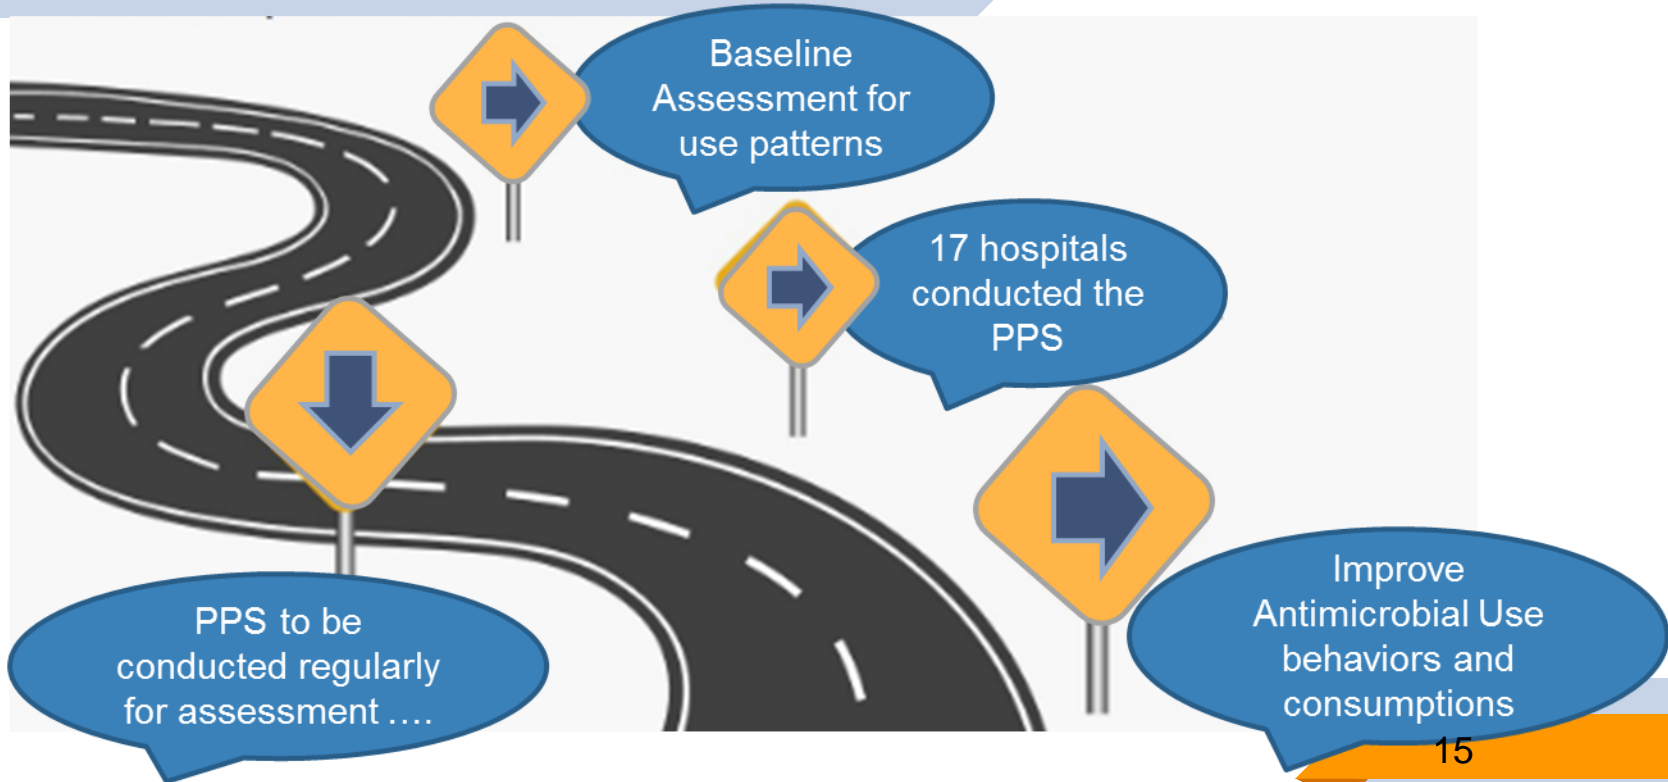 Baseline
Assessment for
use patterns
17 hospitals
conducted the
PPS
Improve
Antimicrobial Use
behaviors and
consumptions
PPS to be
conducted regularly
for assessment ....
15